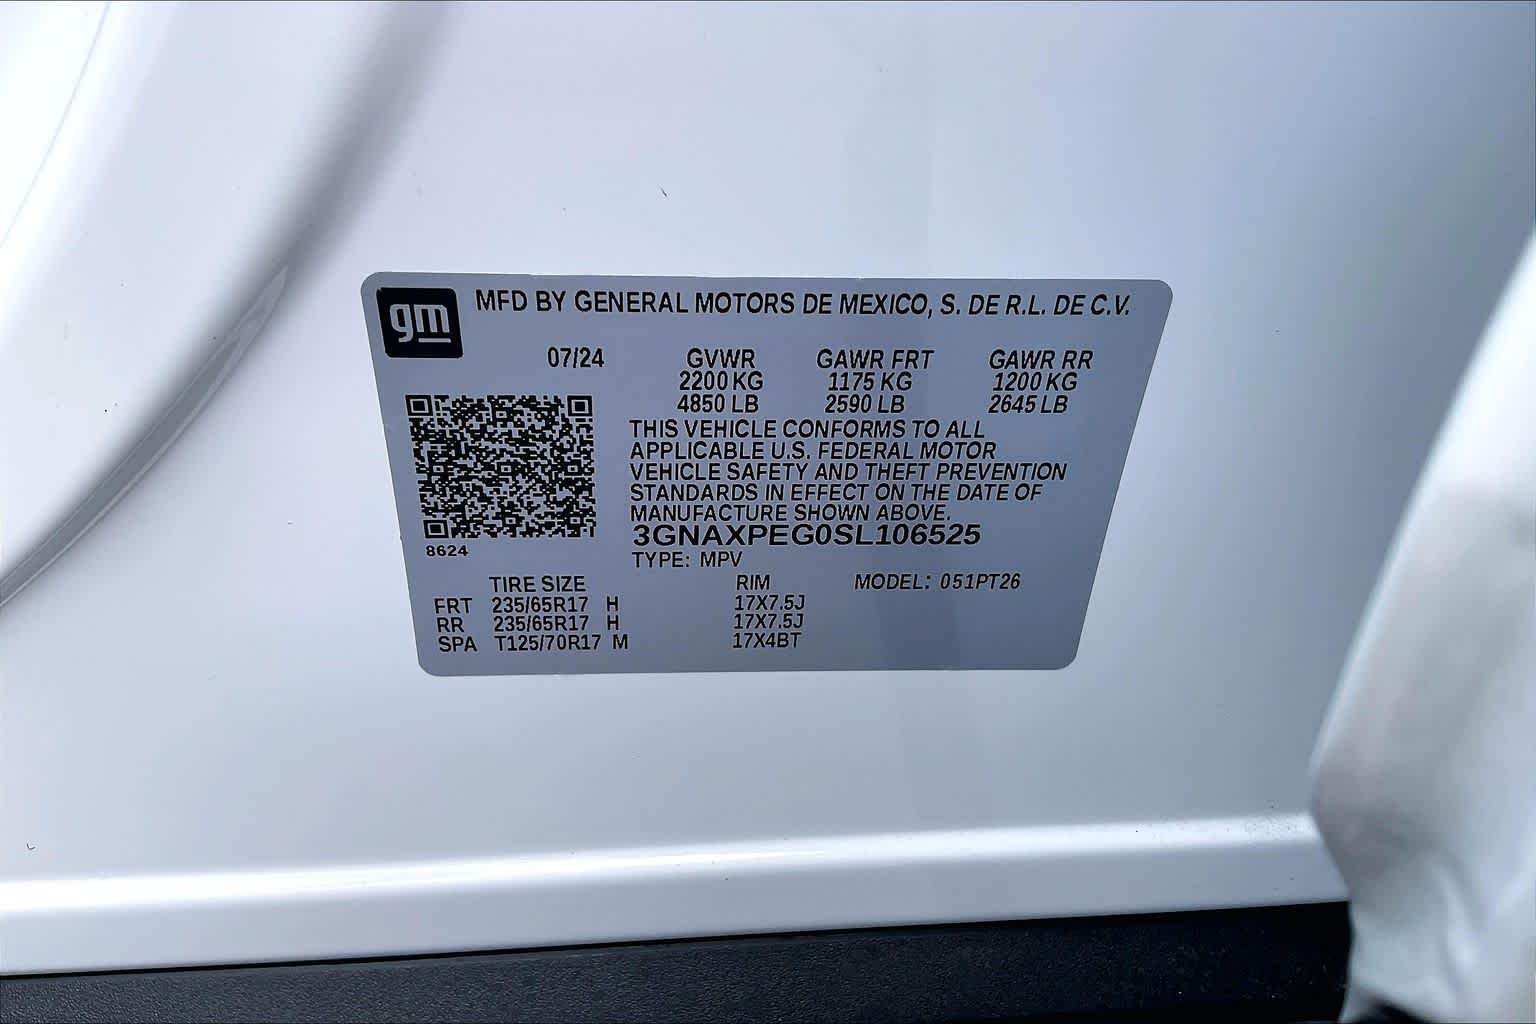 gm MFD BY GENERAL MOTORS DE MEXICO, S. DE R.L. DE C.V.
07/24 GVWR GAWR FRT GAWR RR
2200 KG 1175 KG 1200 KG
4850 LB 2590 LB 2645 LB
THIS VEHICLE CONFORMS TO ALL
APPLICABLE U.S. FEDERAL MOTOR
VEHICLE SAFETY AND THEFT PREVENTION
STANDARDS IN EFFECT ON THE DATE OF
MANUFACTURE SHOWN ABOVE.
3GNAXPEG0SL106525
8624
TYPE: MPV
TIRE SIZE RIM MODEL: 051PT26
FRT 235/65R17 H 17X7.5J
RR 235/65R17 H 17X7.5J
SPA T125/70R17 M 17X4BT